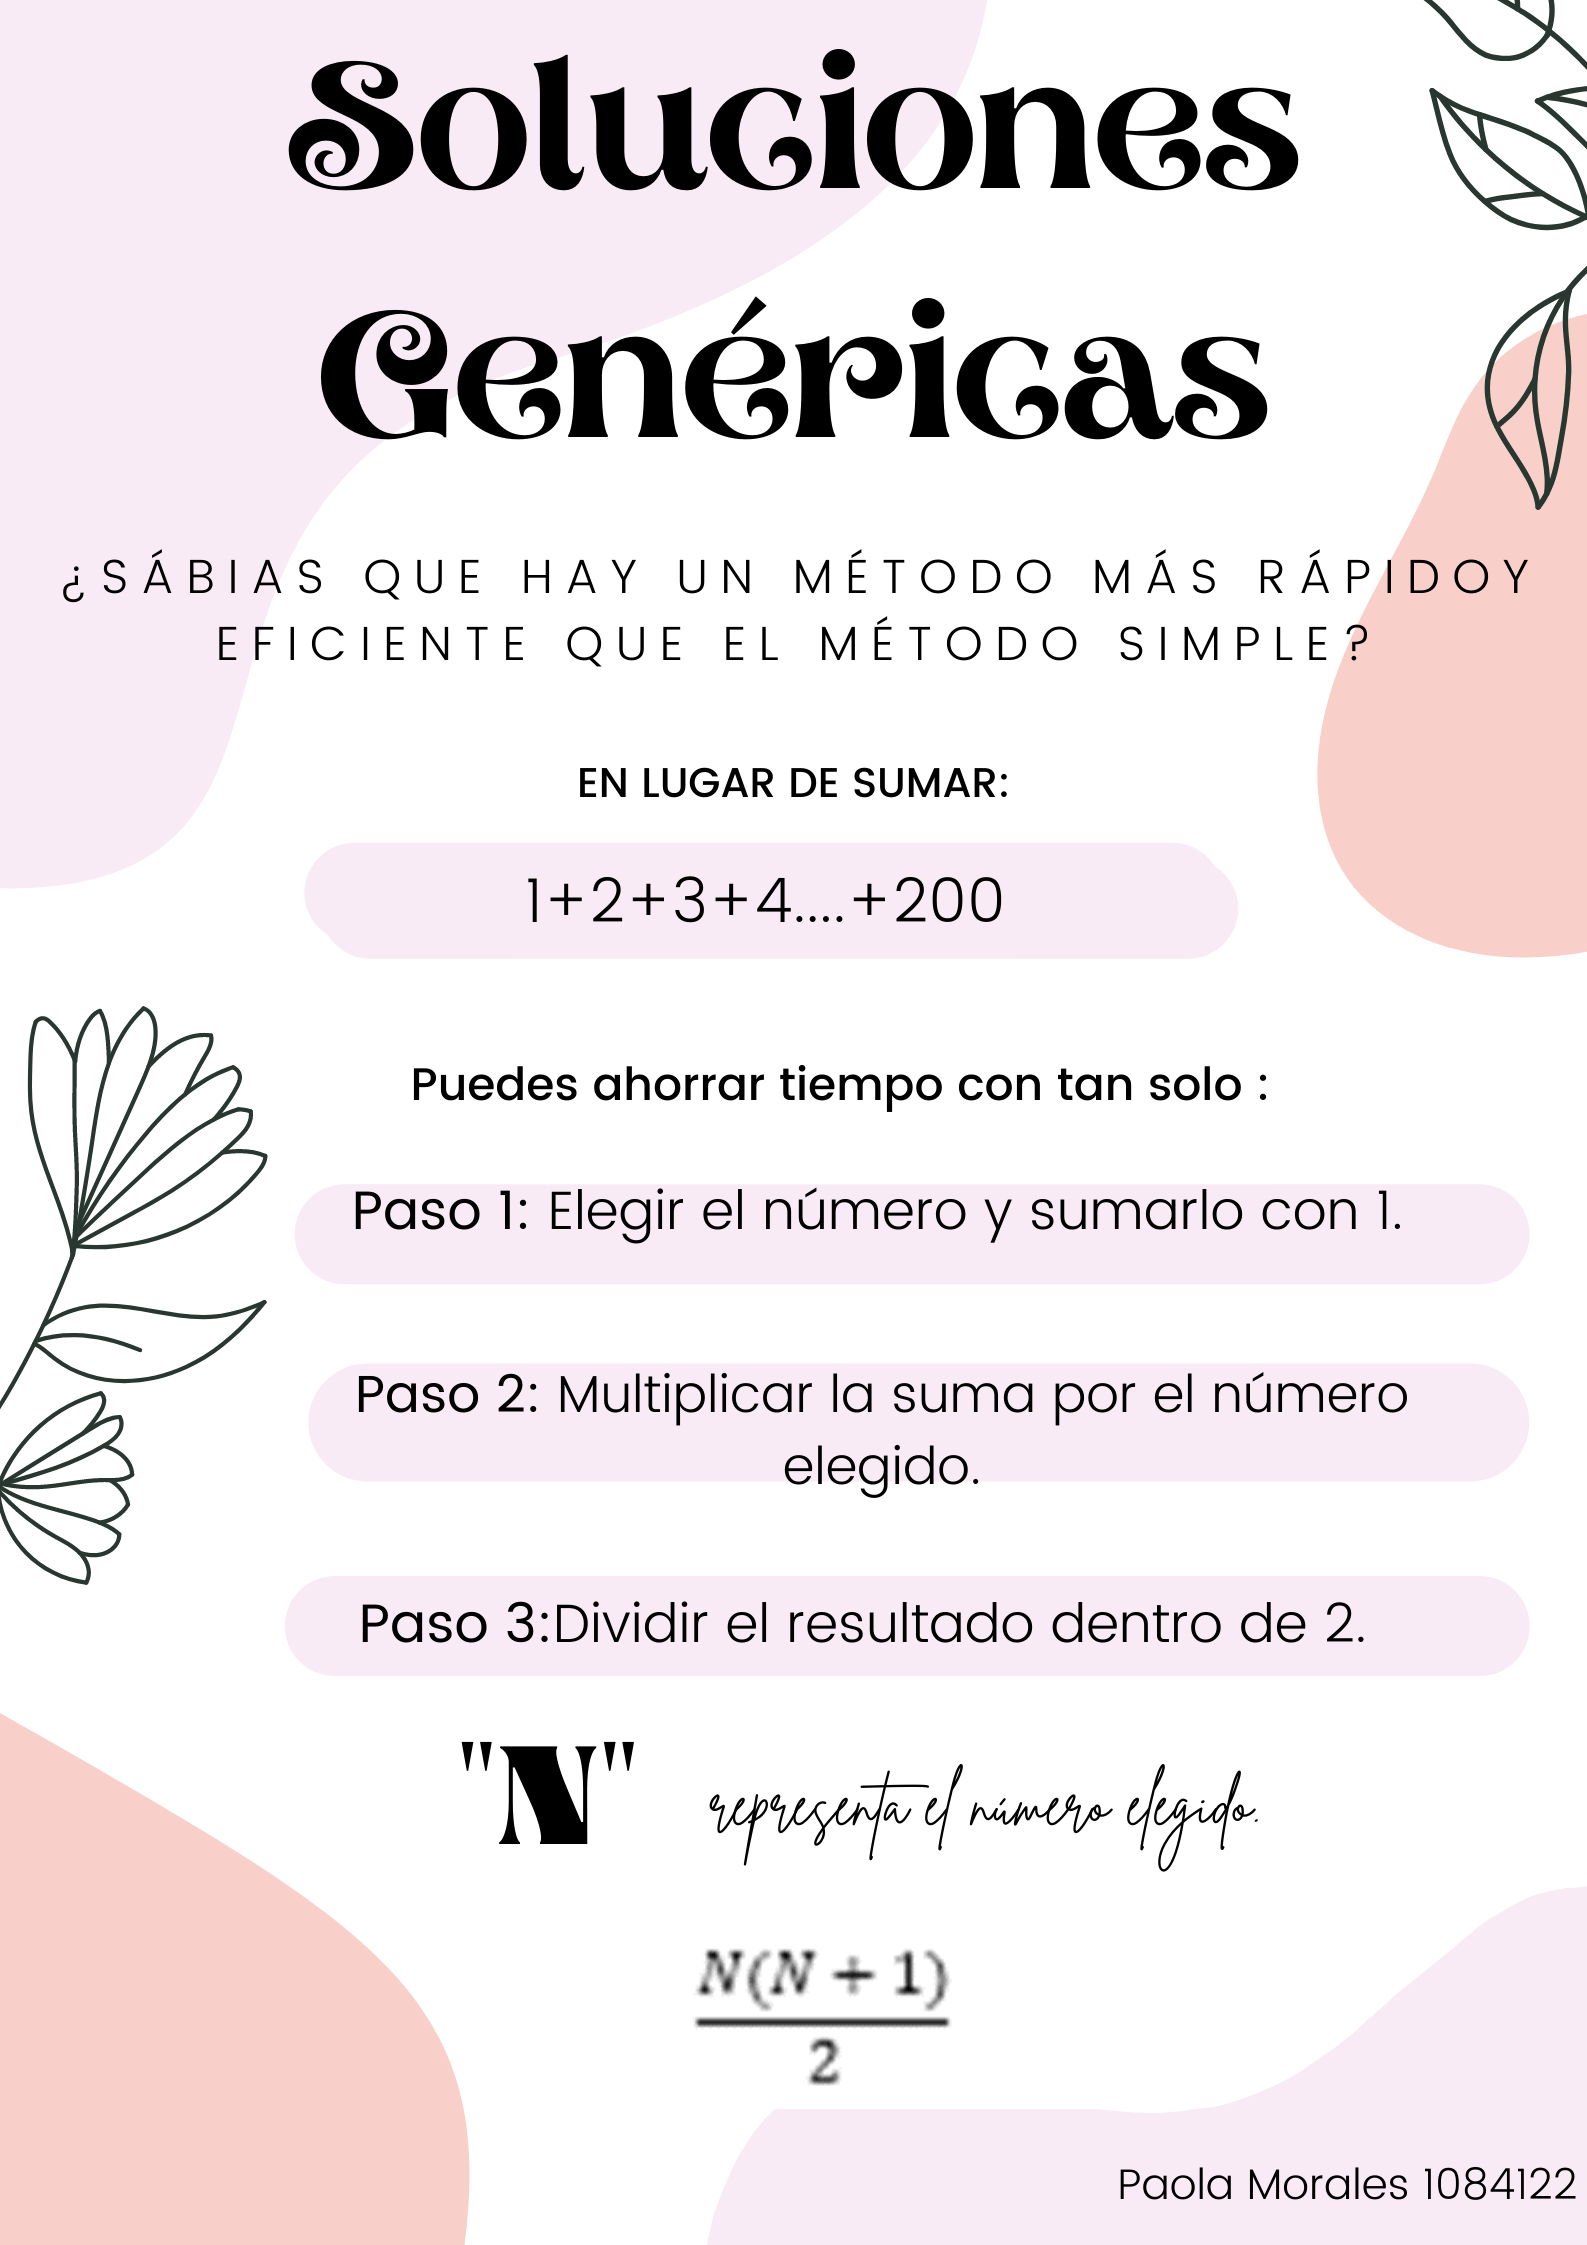 Soluciones
Genéricas
¿SÁBIAS QUE HAY UN MÉTODO MÁS RÁPIDOY
EFICIENTE QUE EL MÉTODO SIMPLE?
EN LUGAR DE SUMAR:
1+2+3+4....+200
Puedes ahorrar tiempo con tan solo :
Paso 1: Elegir el número y sumarlo con 1.
Paso 2: Multiplicar la suma por el número
elegido.
Paso 3:Dividir el resultado dentro de 2.
"N" representa el número elegido.
N(N + 1)
2
Paola Morales 1084122